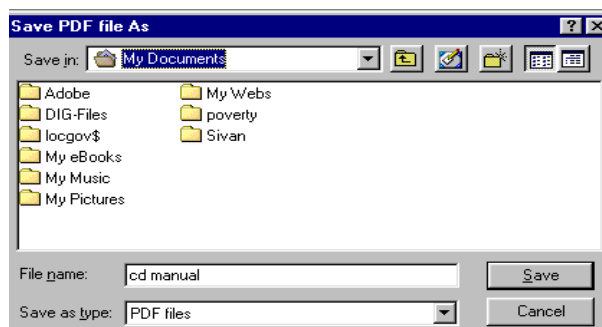 Save PDF file As
Save in: My Documents
Adobe My Webs
DIG-Files poverty
locgov$ Sivan
My eBooks
My Music
My Pictures
File name: cd manual Save
Save as type: PDF files Cancel